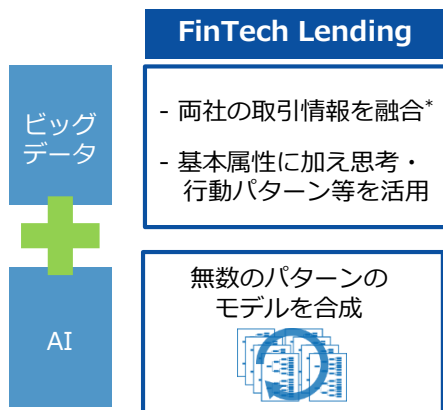 FinTech Lending
ビッグ
データ
- 両社の取引情報を融合*
- 基本属性に加え思考・
行動パターン等を活用
AI
無数のパターンの
モデルを合成